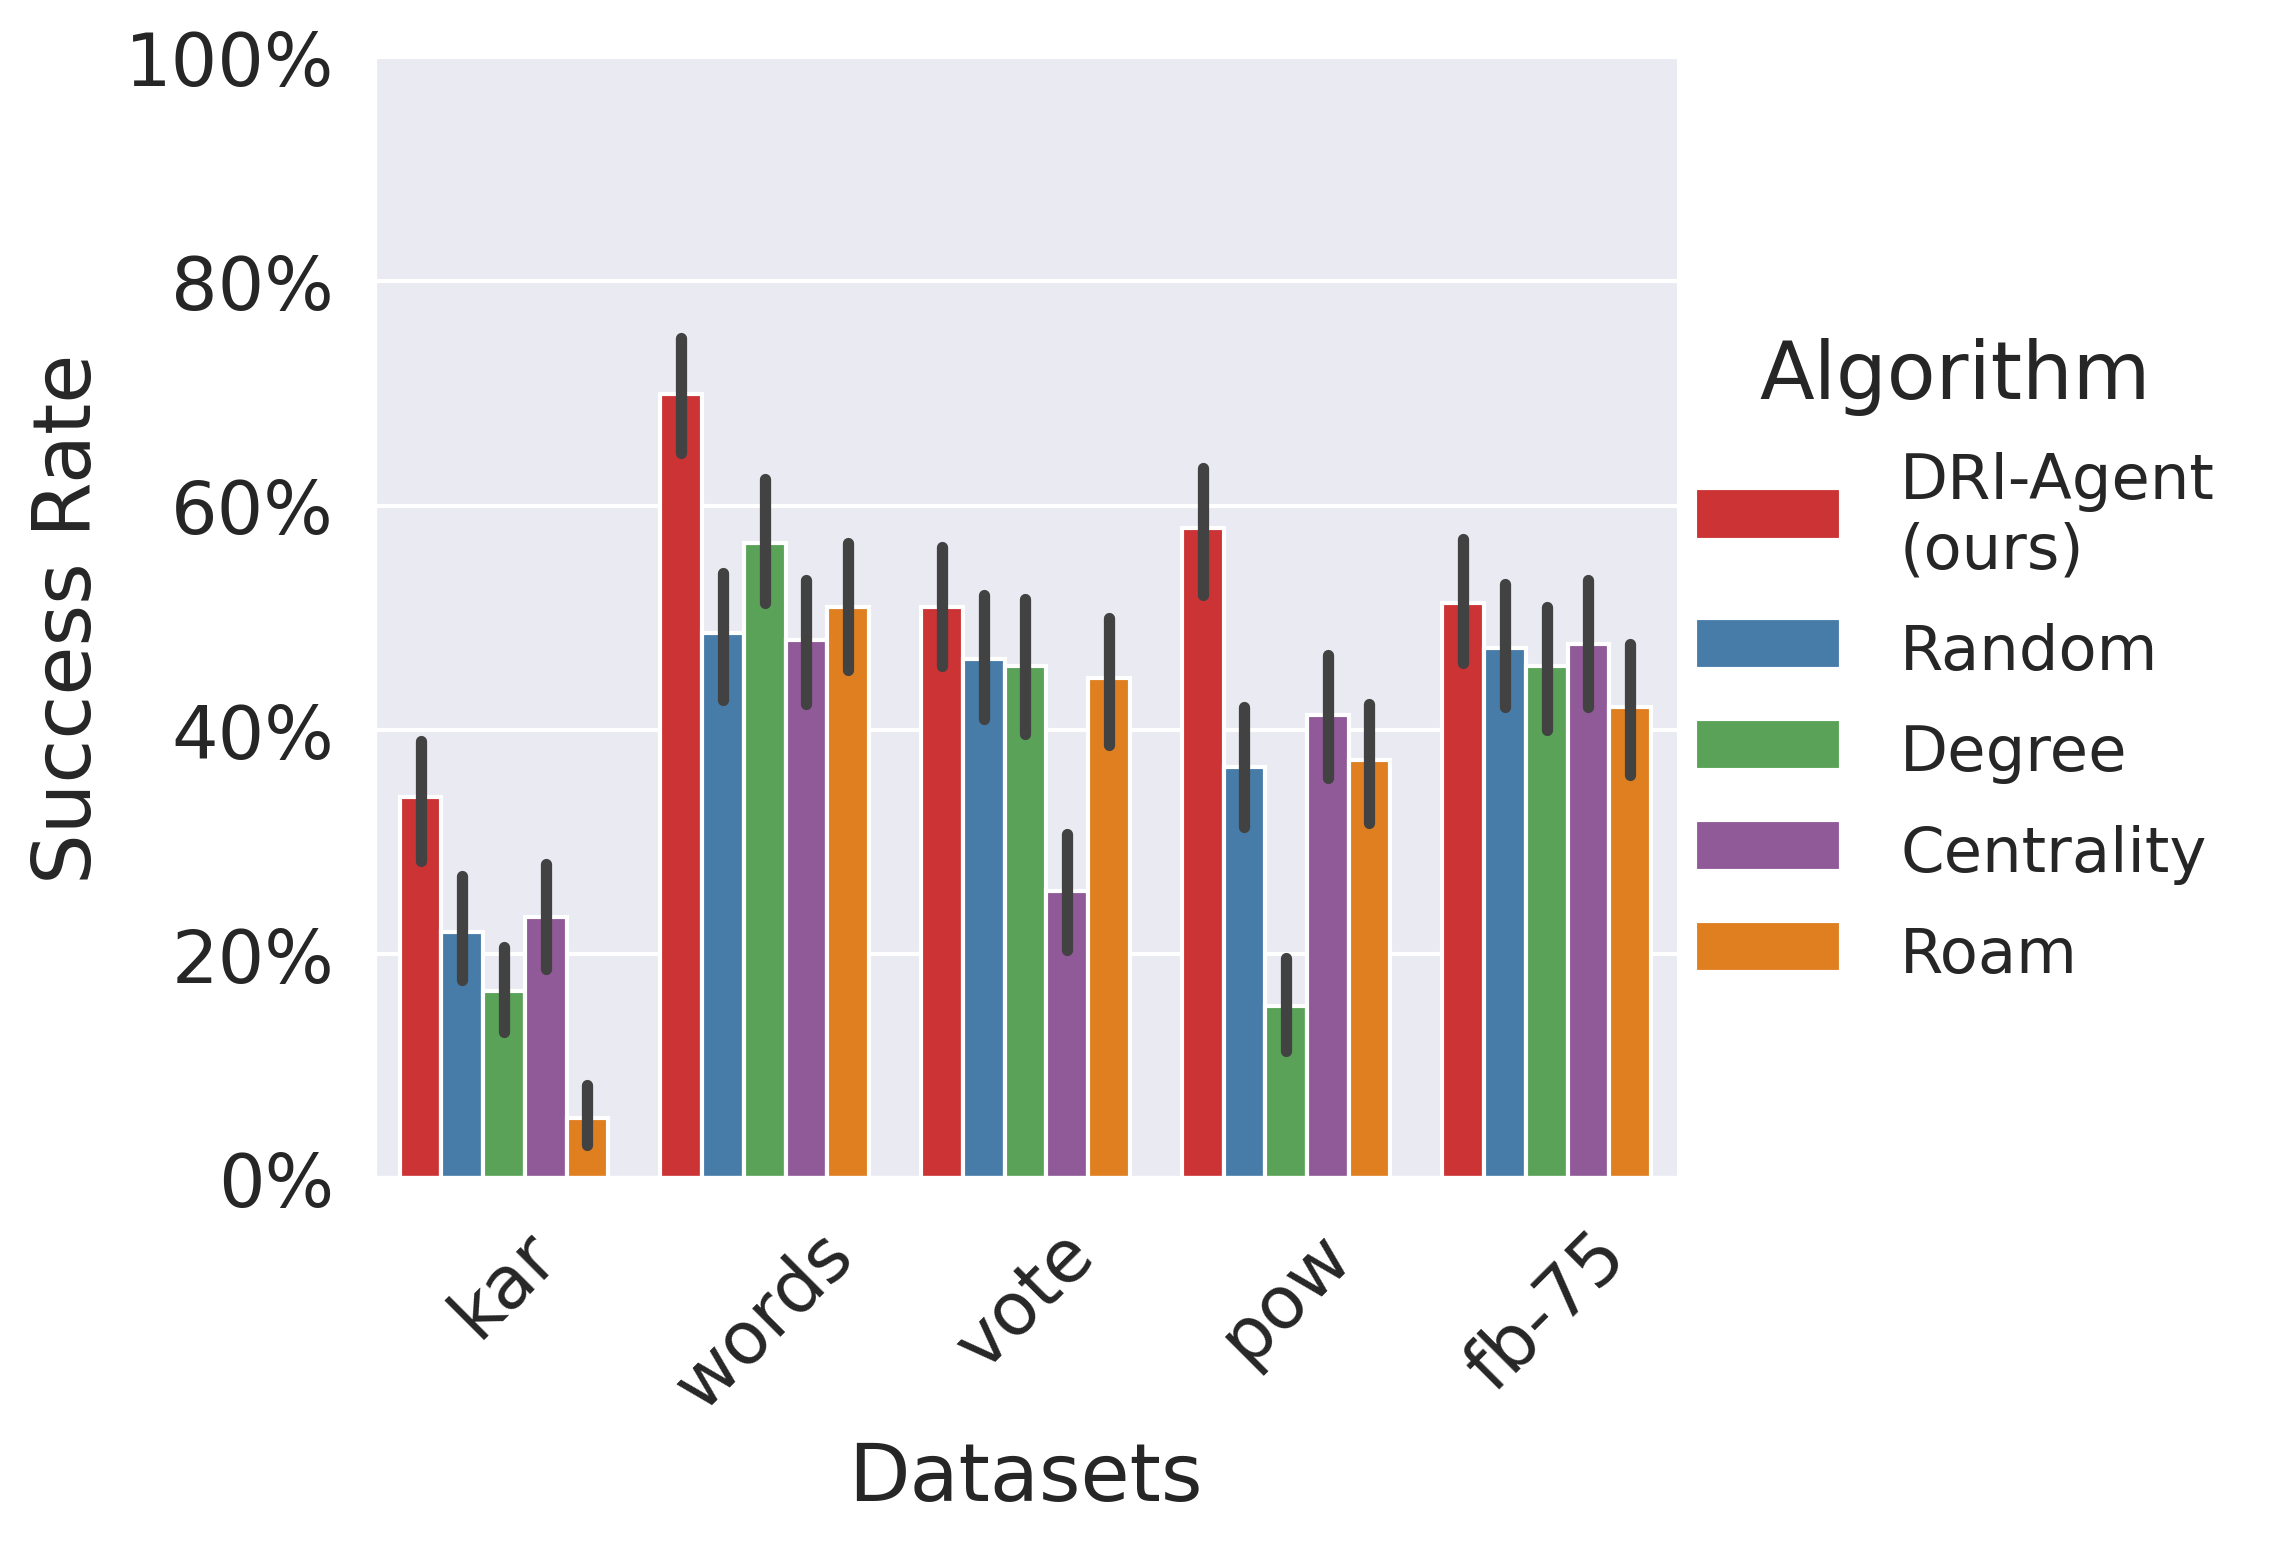 100%
80%
60%
40%
20%
0%
Success Rate
kar
words
vote
pow
fb-75
Datasets
Algorithm
DRl-Agent
(ours)
Random
Degree
Centrality
Roam